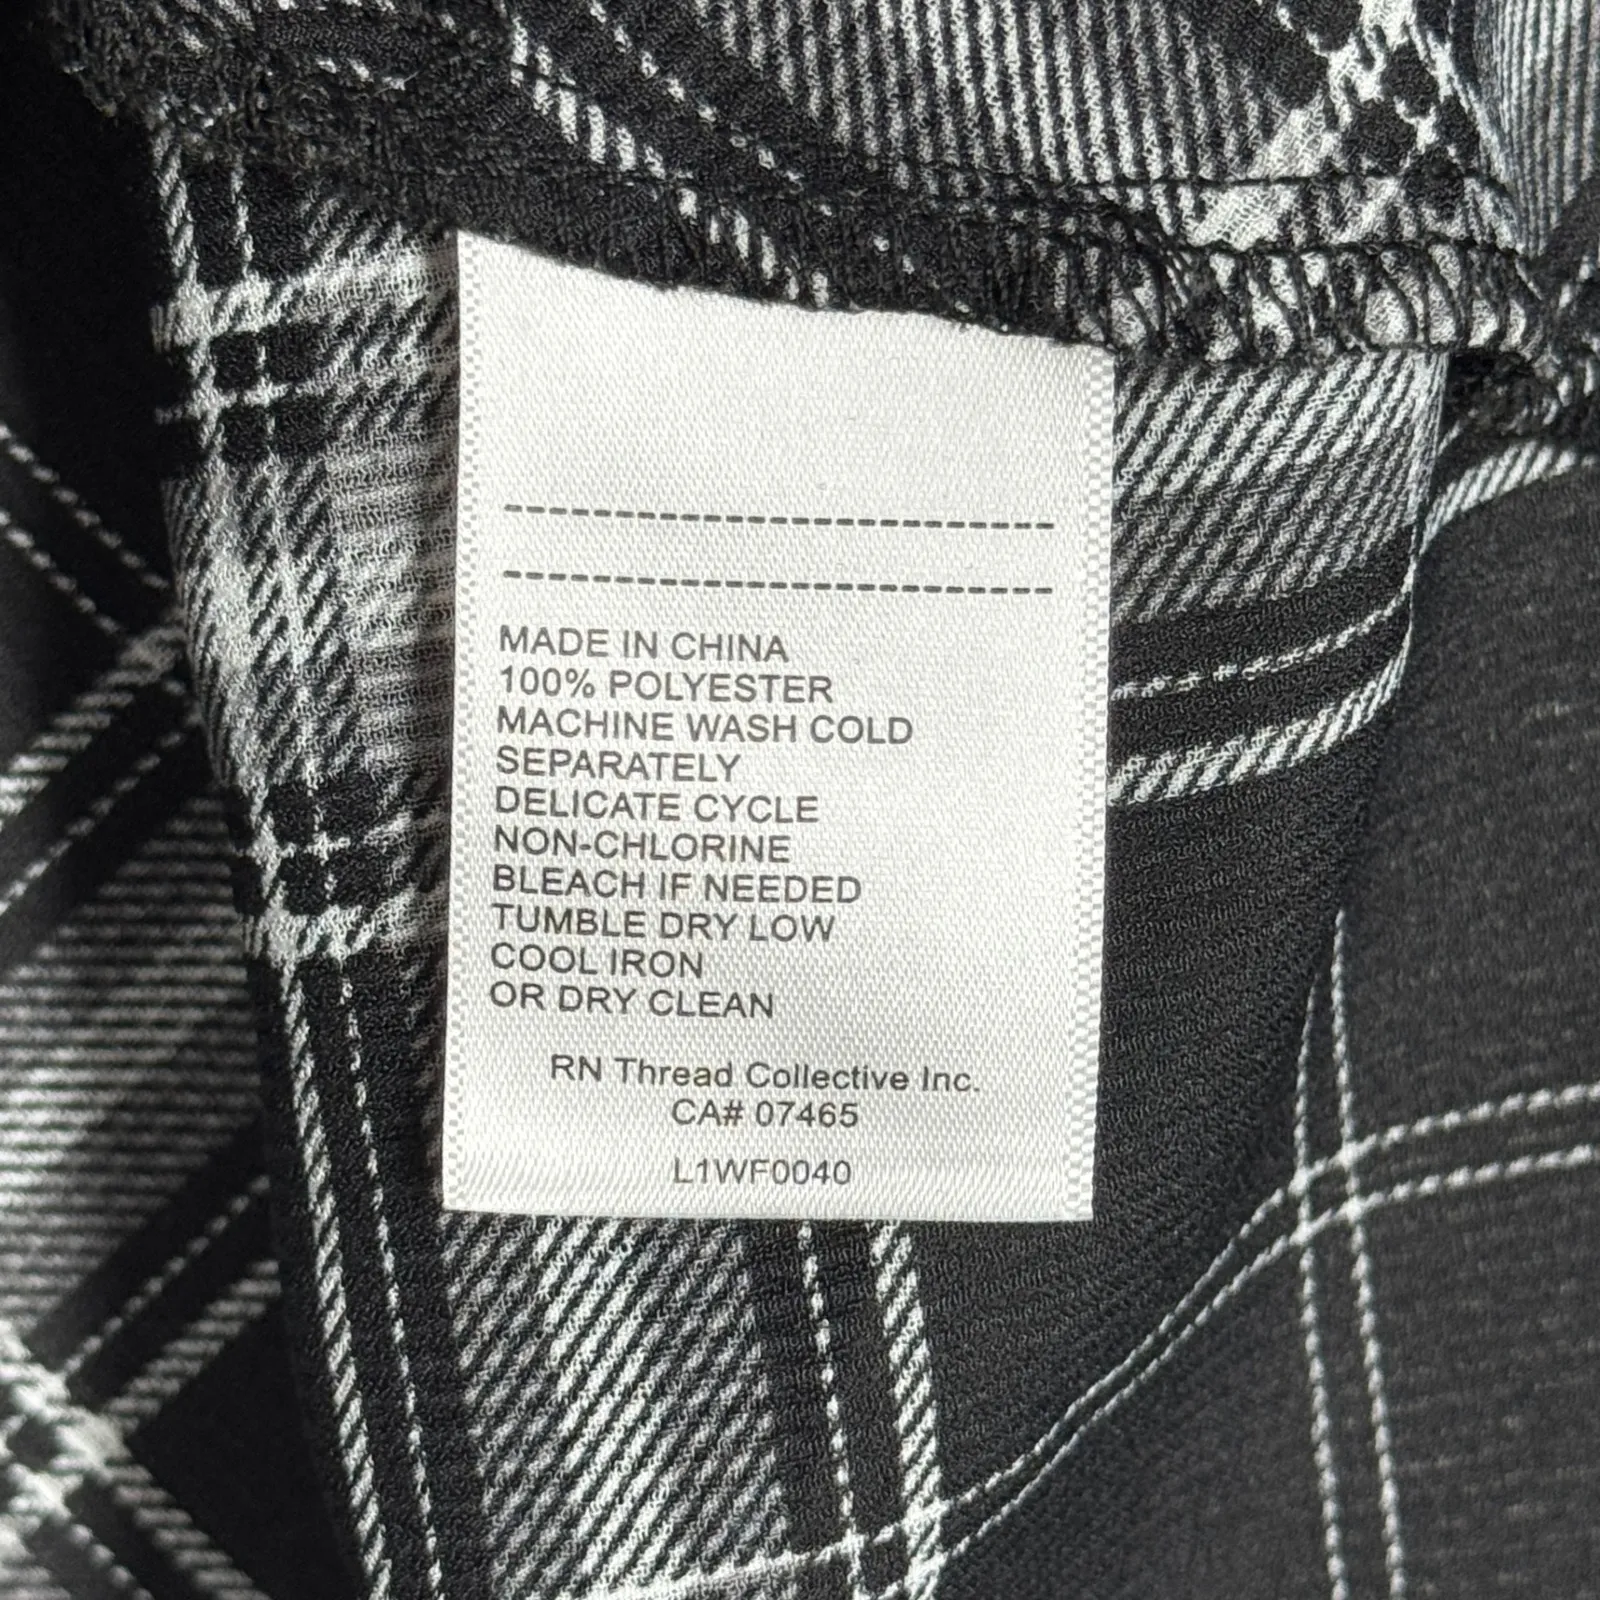 MADE IN CHINA
100% POLYESTER
MACHINE WASH COLD
SEPARATELY
DELICATE CYCLE
NON-CHLORINE
BLEACH IF NEEDED
TUMBLE DRY LOW
COOL IRON
OR DRY CLEAN
RN Thread Collective Inc.
CA# 07465
L1WF0040